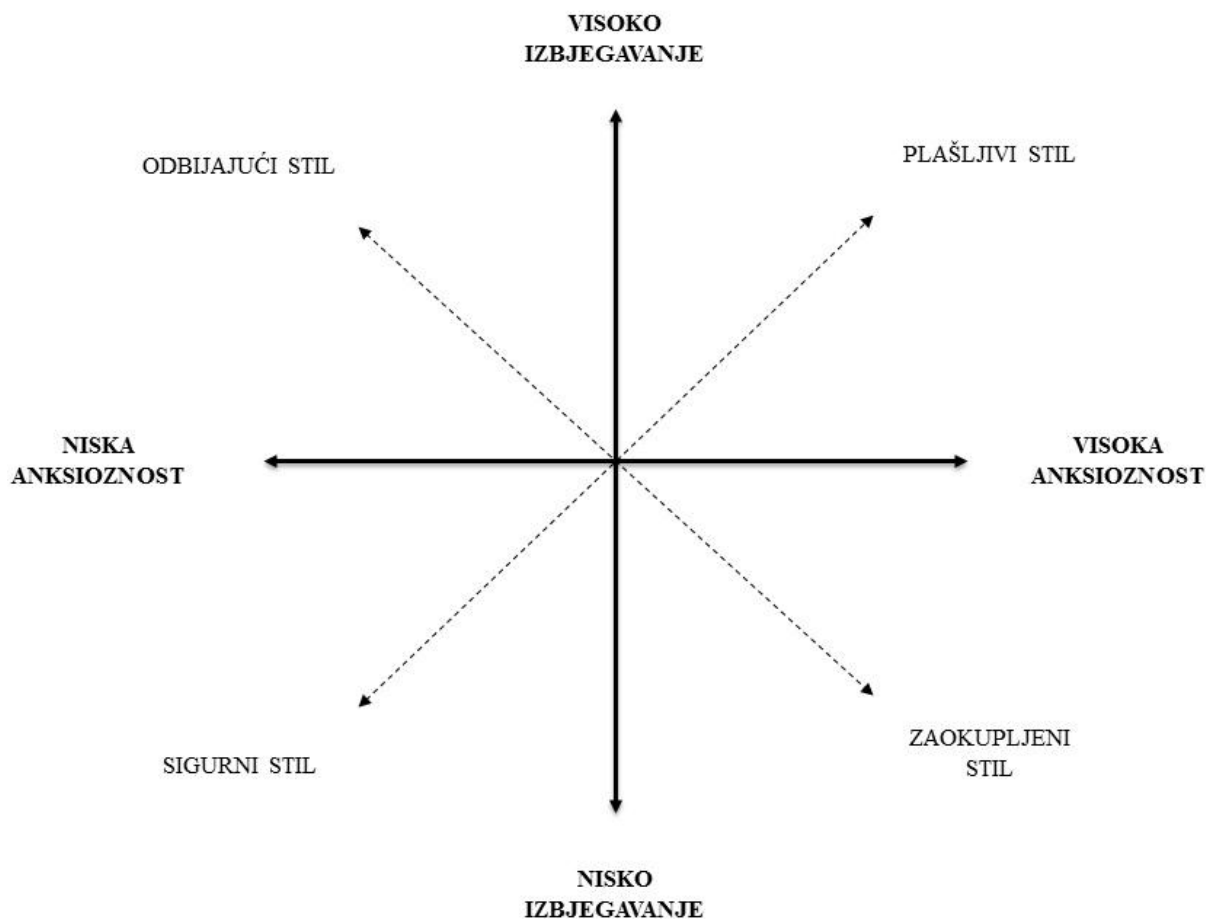 VISOKO
IZBJEGAVANJE
ODBIJAJUĆI STIL
PLAŠLJIVI STIL
NISKA
ANKSIOZNOST
VISOKA
ANKSIOZNOST
SIGURNI STIL
ZAOKUPLJENI
STIL
NISKO
IZBJEGAVANJE